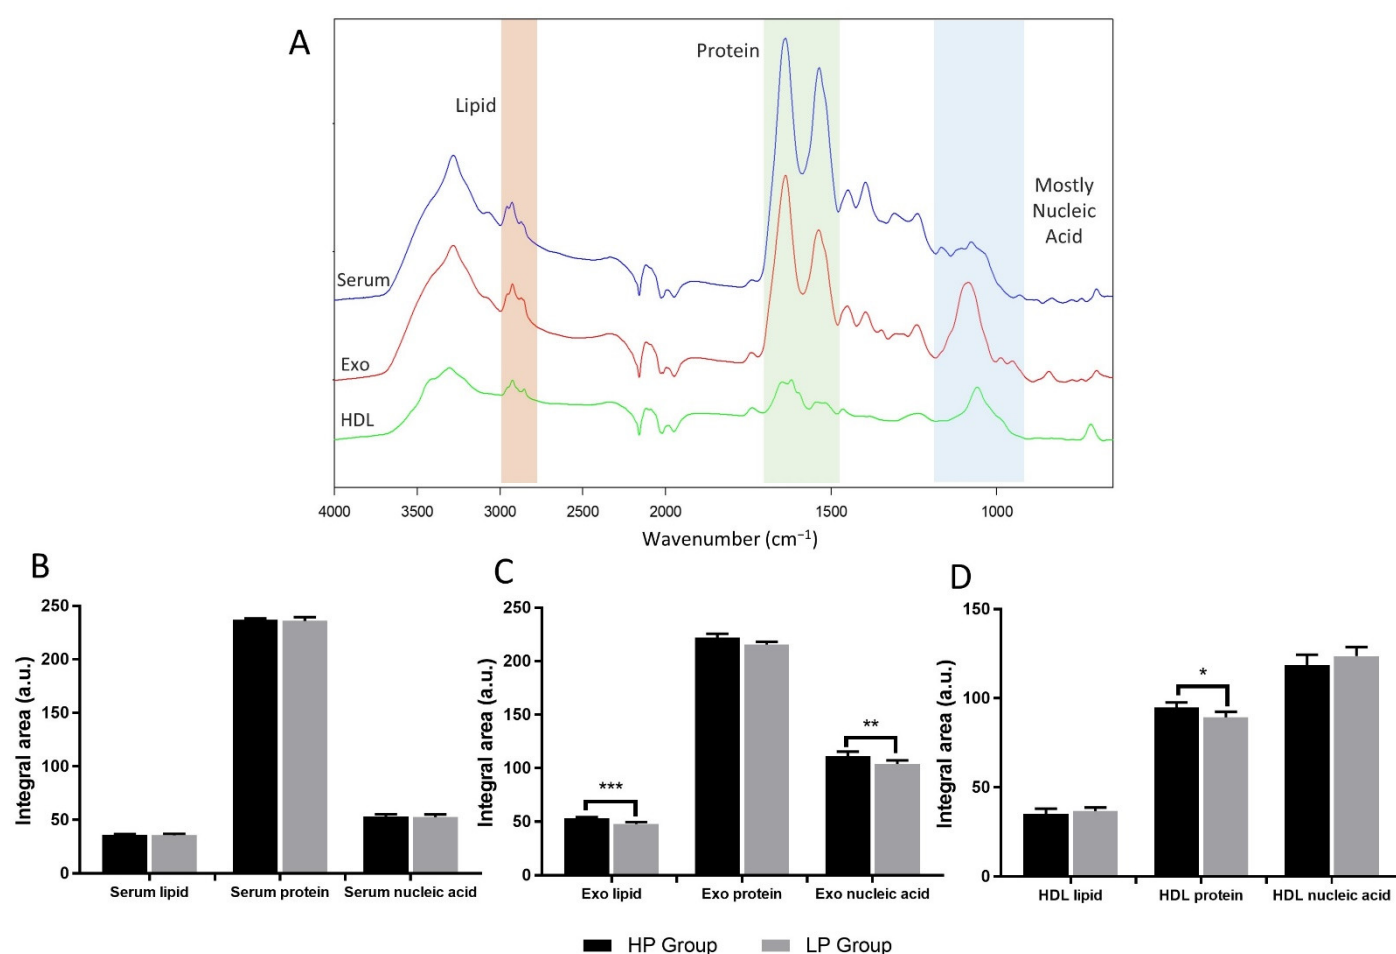 A
Protein
Lipid
Mostly
Nucleic
Acid
Serum
Exo
HDL
4000 3500 3000 2500 2000 1500 1000
Wavenumber (cm⁻¹)
B
Integral area (a.u.)
250
200
150
100
50
0
Serum lipid Serum protein Serum nucleic acid
C
Integral area (a.u.)
250
200
150
100
50
0
***
**
Exo lipid Exo protein Exo nucleic acid
D
Integral area (a.u.)
150
100
50
0
*
HDL lipid HDL protein HDL nucleic acid
HP Group LP Group